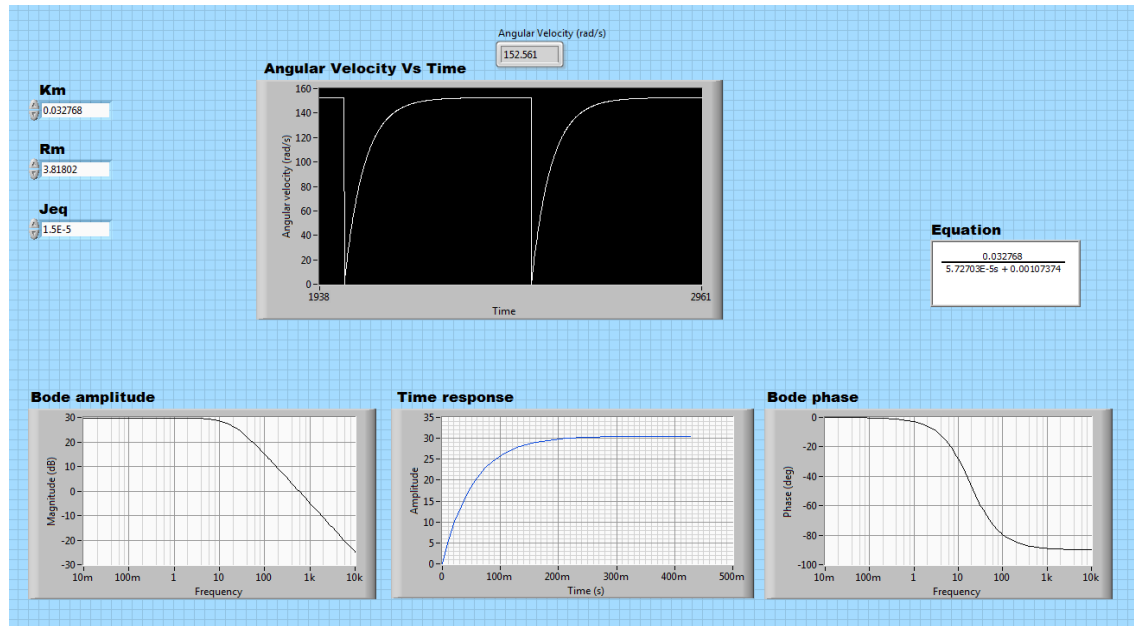 Angular Velocity (rad/s)
152.561
Angular Velocity Vs Time
Km
0.032768
Rm
3.81802
Jeq
1.5E-5
160
140
120
100
80
60
40
20
0
Angular velocity (rad/s)
1938
2961
Time
Equation
0.032768
5.72703E-5s + 0.00107374
Bode amplitude
30
20
10
0
-10
-20
-30
Magnitude (dB)
10m 100m 1 10 100 1k 10k
Frequency
Time response
35
30
25
20
15
10
5
0
Amplitude
0 100m 200m 300m 400m 500m
Time (s)
Bode phase
0
-20
-40
-60
-80
-100
Phase (deg)
10m 100m 1 10 100 1k 10k
Frequency